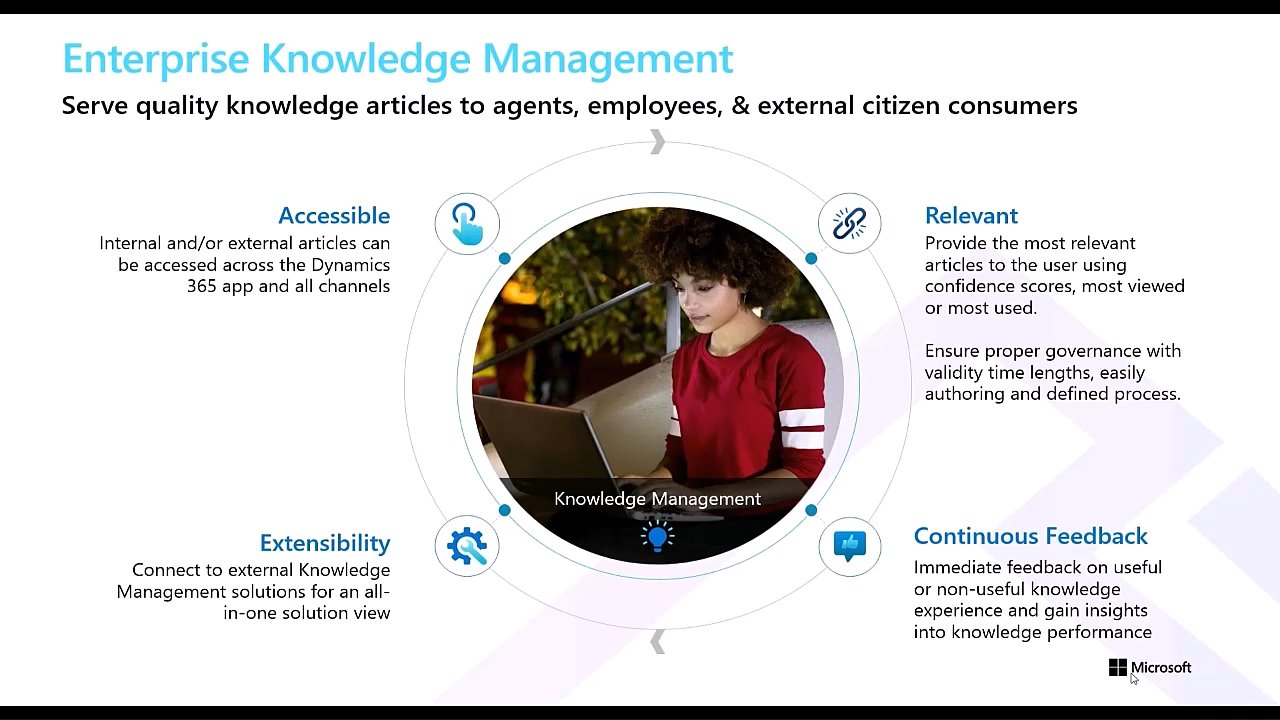 Enterprise Knowledge Management
Serve quality knowledge articles to agents, employees, & external citizen consumers
Accessible
Internal and/or external articles can
be accessed across the Dynamics
365 app and all channels
Relevant
Provide the most relevant
articles to the user using
confidence scores, most viewed
or most used.
Ensure proper governance with
validity time lengths, easily
authoring and defined process.
Knowledge Management
Extensibility
Connect to external Knowledge
Management solutions for an all-
in-one solution view
Continuous Feedback
Immediate feedback on useful
or non-useful knowledge
experience and gain insights
into knowledge performance
Microsoft